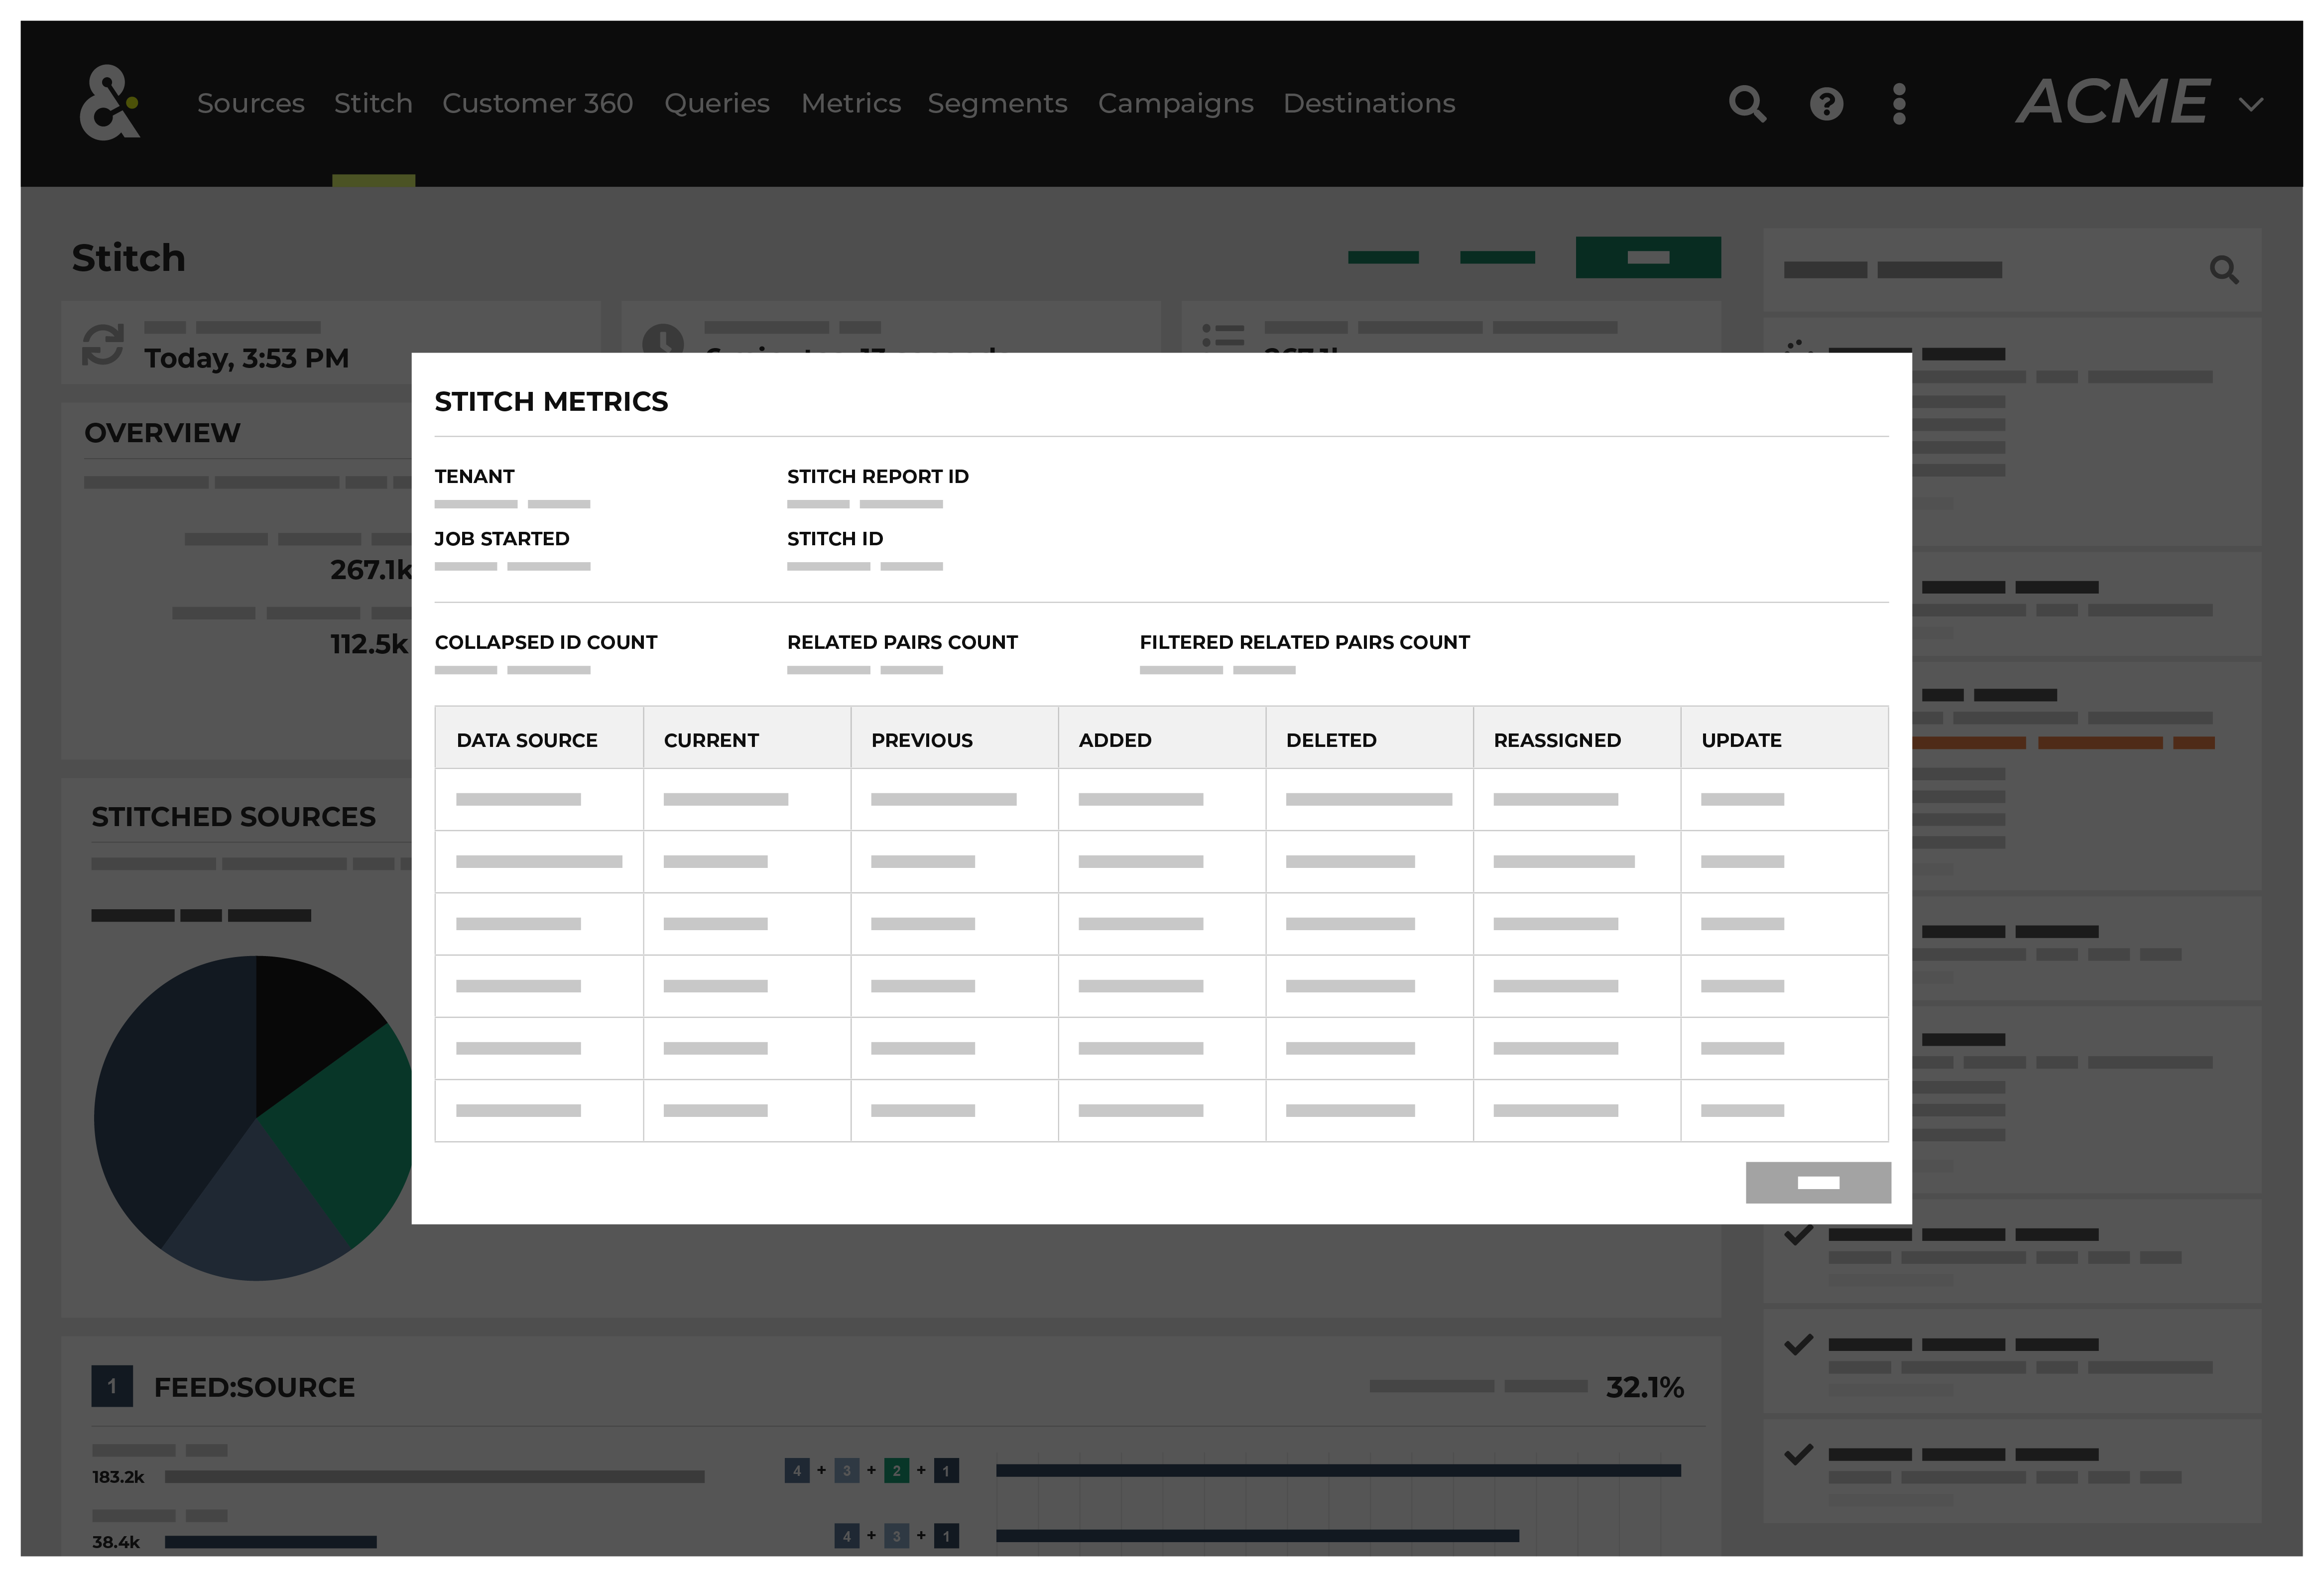 & Sources Stitch Customer 360 Queries Metrics Segments Campaigns Destinations ? ACME
Stitch
Today, 3:53 PM
OVERVIEW
267.1k
112.5k
STITCHED SOURCES
STITCH METRICS
TENANT STITCH REPORT ID
JOB STARTED STITCH ID
COLLAPSED ID COUNT RELATED PAIRS COUNT FILTERED RELATED PAIRS COUNT
DATA SOURCE CURRENT PREVIOUS ADDED DELETED REASSIGNED UPDATE
1 FEED:SOURCE 32.1%
183.2k 4 + 3 + 2 + 1
38.4k 4 + 3 + 1